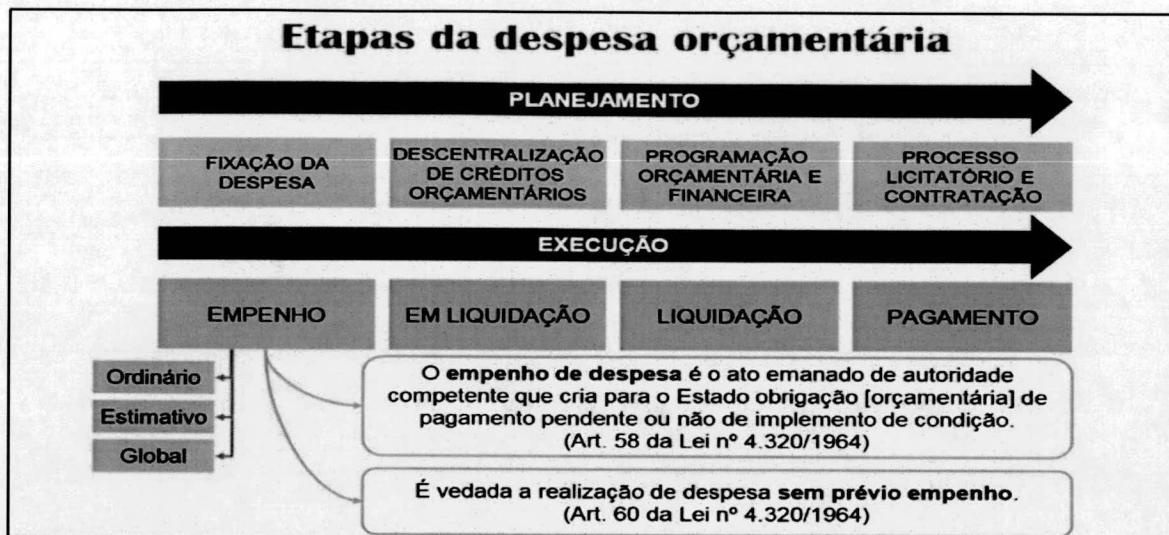 Etapas da despesa orçamentária
PLANEJAMENTO
FIXAÇÃO DA
DESPESA
DESCENTRALIZAÇÃO
DE CRÉDITOS
ORÇAMENTÁRIOS
PROGRAMAÇÃO
ORÇAMENTÁRIA E
FINANCEIRA
PROCESSO
LICITATÓRIO E
CONTRATAÇÃO
EXECUÇÃO
EMPENHO
EM LIQUIDAÇÃO
LIQUIDAÇÃO
PAGAMENTO
Ordinário
Estimativo
Global
O empenho de despesa é o ato emanado de autoridade
competente que cria para o Estado obrigação [orçamentária] de
pagamento pendente ou não de implemento de condição.
(Art. 58 da Lei nº 4.320/1964)
É vedada a realização de despesa sem prévio empenho.
(Art. 60 da Lei nº 4.320/1964)